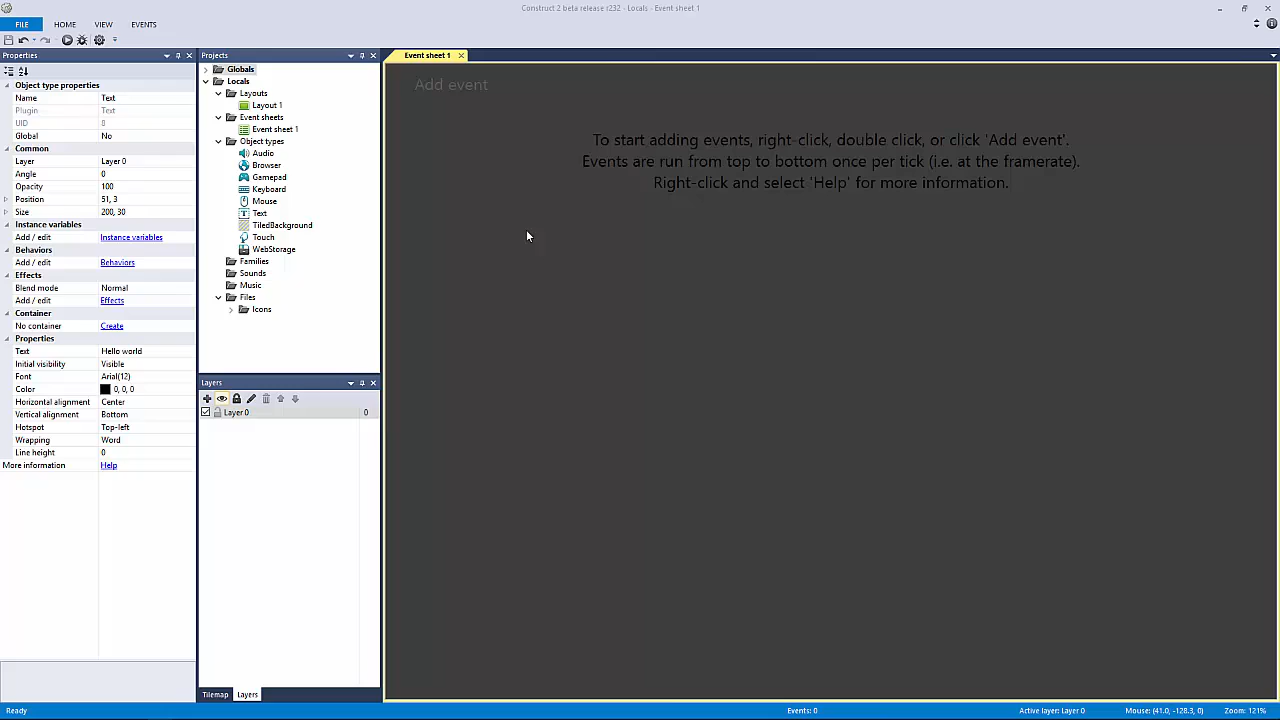 Construct 2 beta release r232 - Locals - Event sheet 1
FILE HOME VIEW EVENTS
Properties
Object type properties
Name Text
Plugin Text
UID 8
Global No
Common
Layer Layer 0
Angle 0
Opacity 100
Position 51, 3
Size 200, 30
Instance variables
Add / edit Instance variables
Behaviors
Add / edit Behaviors
Effects
Blend mode Normal
Add / edit Effects
Container
No container Create
Properties
Text Hello world
Initial visibility Visible
Font Arial(12)
Color 0, 0, 0
Horizontal alignment Center
Vertical alignment Bottom
Hotspot Top-left
Wrapping Word
Line height 0
More information Help
Projects
Globals
Locals
Layouts
Layout 1
Event sheets
Event sheet 1
Object types
Audio
Browser
Gamepad
Keyboard
Mouse
Text
TiledBackground
Touch
WebStorage
Families
Sounds
Music
Files
Icons
Layers
Layer 0 0
Tilemap Layers
Event sheet 1
Add event
To start adding events, right-click, double click, or click 'Add event'.
Events are run from top to bottom once per tick (i.e. at the framerate).
Right-click and select 'Help' for more information.
Ready Events: 0 Active layer: Layer 0 Mouse: (41.0, -128.3, 0) Zoom: 121%